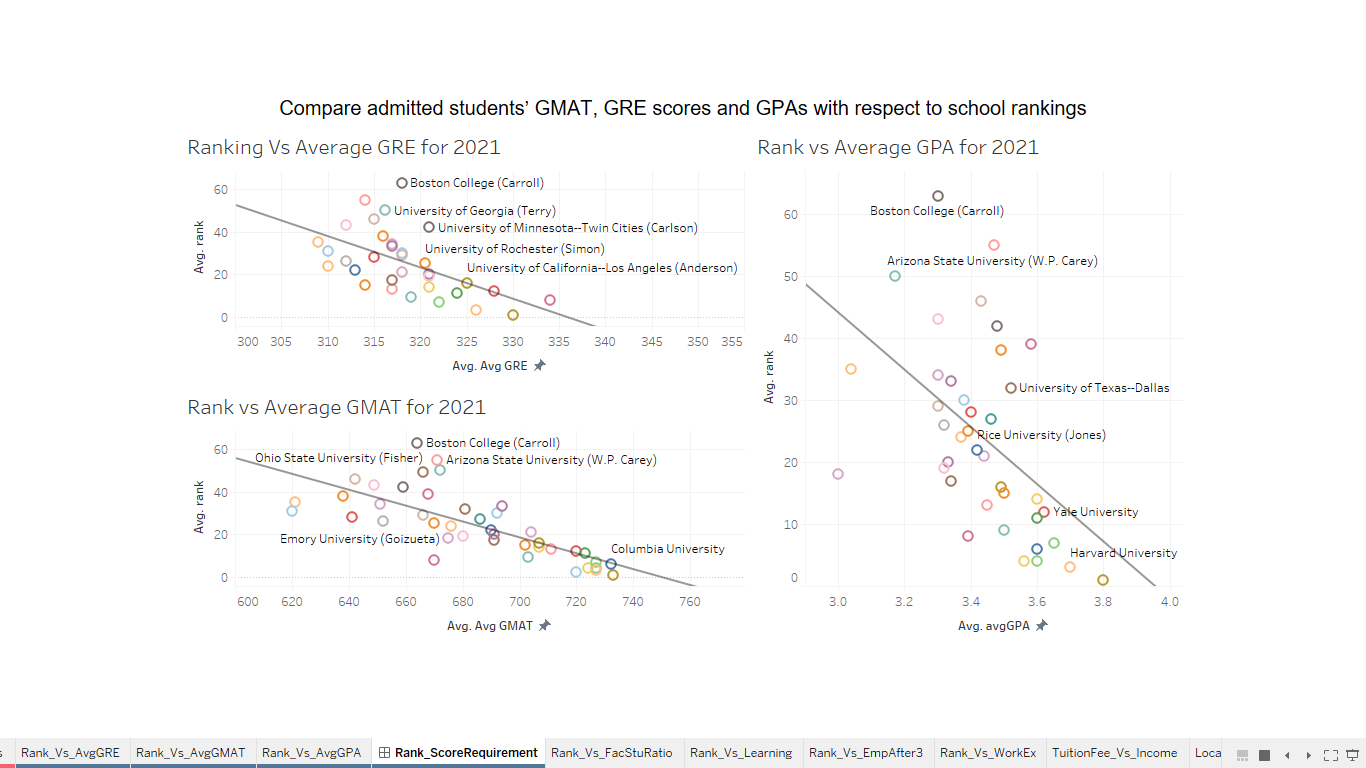 Compare admitted students’ GMAT, GRE scores and GPAs with respect to school rankings
Ranking Vs Average GRE for 2021
Avg. rank
60
40
20
0
Boston College (Carroll)
University of Georgia (Terry)
University of Minnesota--Twin Cities (Carlson)
University of Rochester (Simon)
University of California--Los Angeles (Anderson)
300 305 310 315 320 325 330 335 340 345 350 355
Avg. Avg GRE
Rank vs Average GMAT for 2021
Avg. rank
60
40
20
0
Boston College (Carroll)
Ohio State University (Fisher)
Arizona State University (W.P. Carey)
Emory University (Goizueta)
Columbia University
600 620 640 660 680 700 720 740 760
Avg. Avg GMAT
Rank vs Average GPA for 2021
Avg. rank
60
50
40
30
20
10
0
Boston College (Carroll)
Arizona State University (W.P. Carey)
University of Texas--Dallas
Rice University (Jones)
Yale University
Harvard University
3.0 3.2 3.4 3.6 3.8 4.0
Avg. avgGPA
s Rank_Vs_AvgGRE Rank_Vs_AvgGMAT Rank_Vs_AvgGPA Rank_ScoreRequirement Rank_Vs_FacStuRatio Rank_Vs_Learning Rank_Vs_EmpAfter3 Rank_Vs_WorkEx TuitionFee_Vs_Income Loca